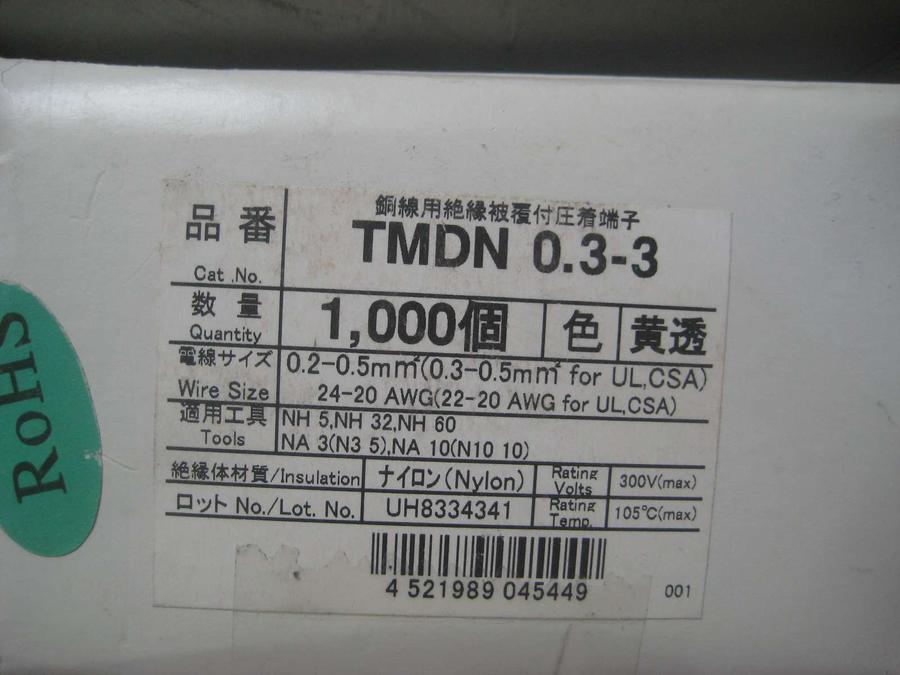 銅線用絶縁被覆付圧着端子
品番 TMDN 0.3-3
Cat .No.
数量 1,000個 色 黄透
Quantity
電線サイズ 0.2-0.5mm²(0.3-0.5mm² for UL,CSA)
Wire Size 24-20 AWG(22-20 AWG for UL,CSA)
適用工具 NH 5,NH 32,NH 60
Tools NA 3(N3 5),NA 10(N10 10)
絶縁体材質/Insulation ナイロン(Nylon) Rating Volts 300V(max)
ロット No./Lot. No. UH8334341 Rating Temp. 105℃(max)
4 521989 045449
001
RoHS